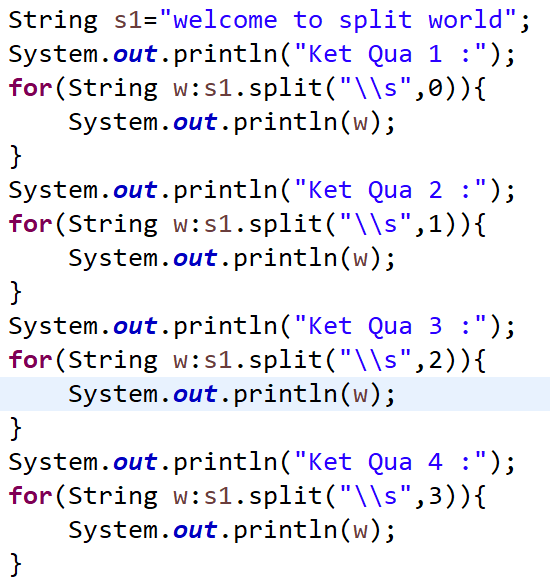 String s1="welcome to split world";
System.out.println("Ket Qua 1 :");
for(String w:s1.split("\\s",0)){
    System.out.println(w);
}
System.out.println("Ket Qua 2 :");
for(String w:s1.split("\\s",1)){
    System.out.println(w);
}
System.out.println("Ket Qua 3 :");
for(String w:s1.split("\\s",2)){
    System.out.println(w);
}
System.out.println("Ket Qua 4 :");
for(String w:s1.split("\\s",3)){
    System.out.println(w);
}